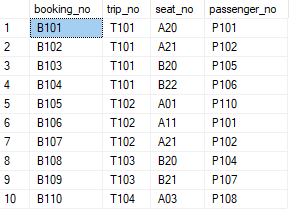 booking_no trip_no seat_no passenger_no
1 B101 T101 A20 P101
2 B102 T101 A21 P102
3 B103 T101 B20 P105
4 B104 T101 B22 P106
5 B105 T102 A01 P110
6 B106 T102 A11 P101
7 B107 T102 A21 P102
8 B108 T103 B20 P104
9 B109 T103 B21 P107
10 B110 T104 A03 P108